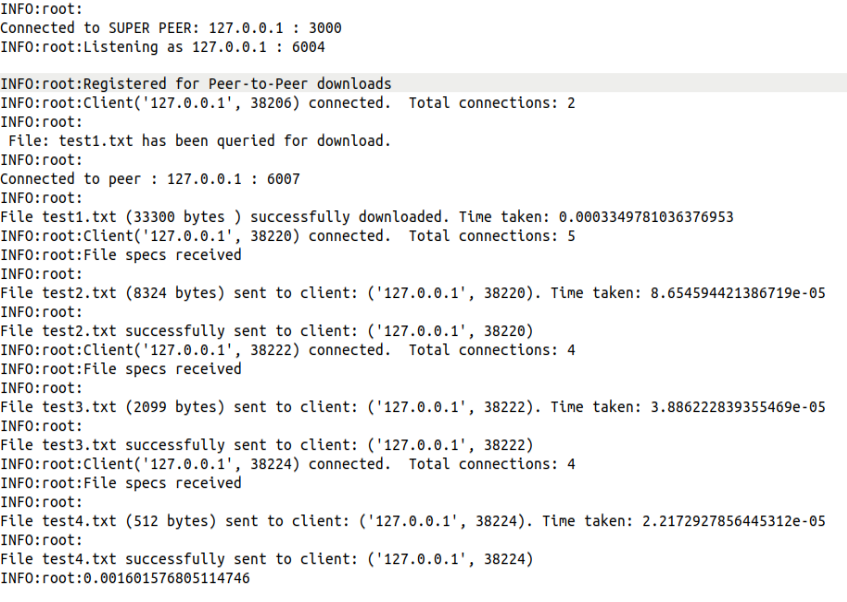 INFO:root:
Connected to SUPER PEER: 127.0.0.1 : 3000
INFO:root:Listening as 127.0.0.1 : 6004
INFO:root:Registered for Peer-to-Peer downloads
INFO:root:Client('127.0.0.1', 38206) connected.  Total connections: 2
INFO:root:
 File: test1.txt has been queried for download.
INFO:root:
Connected to peer : 127.0.0.1 : 6007
INFO:root:
File test1.txt (33300 bytes ) successfully downloaded. Time taken: 0.0003349781036376953
INFO:root:Client('127.0.0.1', 38220) connected.  Total connections: 5
INFO:root:File specs received
INFO:root:
File test2.txt (8324 bytes) sent to client: ('127.0.0.1', 38220). Time taken: 8.654594421386719e-05
INFO:root:
File test2.txt successfully sent to client: ('127.0.0.1', 38220)
INFO:root:Client('127.0.0.1', 38222) connected.  Total connections: 4
INFO:root:File specs received
INFO:root:
File test3.txt (2099 bytes) sent to client: ('127.0.0.1', 38222). Time taken: 3.886222839355469e-05
INFO:root:
File test3.txt successfully sent to client: ('127.0.0.1', 38222)
INFO:root:Client('127.0.0.1', 38224) connected.  Total connections: 4
INFO:root:File specs received
INFO:root:
File test4.txt (512 bytes) sent to client: ('127.0.0.1', 38224). Time taken: 2.2172927856445312e-05
INFO:root:
File test4.txt successfully sent to client: ('127.0.0.1', 38224)
INFO:root:0.001601576805114746